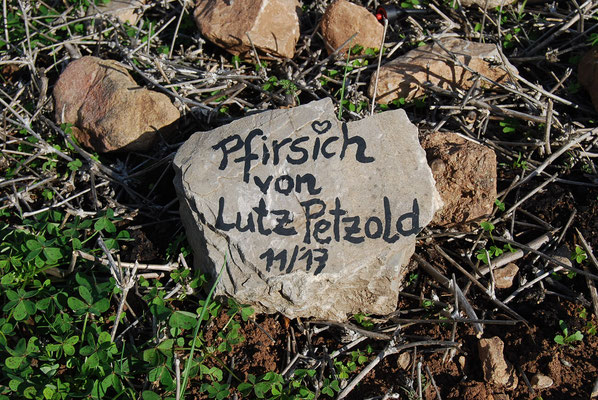 Pfirsich
von
Lutz Petzold
11/17